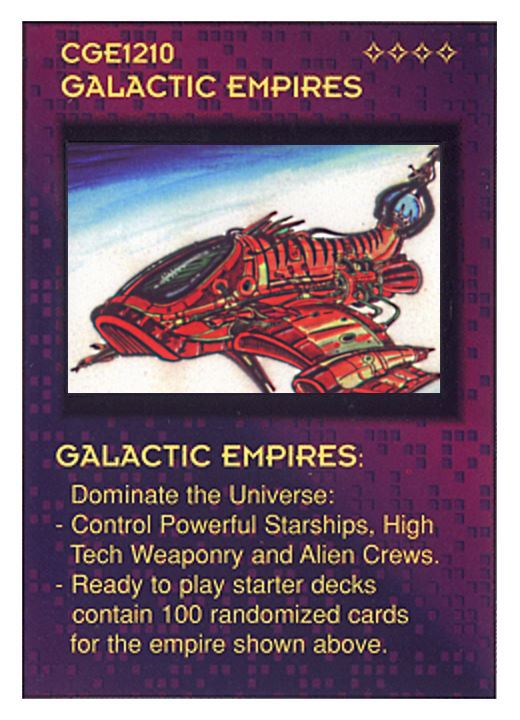 CGE1210
GALACTIC EMPIRES
GALACTIC EMPIRES:
Dominate the Universe:
- Control Powerful Starships, High
Tech Weaponry and Alien Crews.
- Ready to play starter decks
contain 100 randomized cards
for the empire shown above.